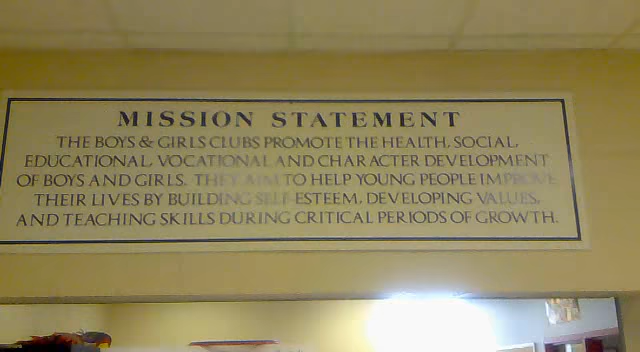 MISSION STATEMENT
THE BOYS & GIRLS CLUBS PROMOTE THE HEALTH, SOCIAL,
EDUCATIONAL, VOCATIONAL AND CHARACTER DEVELOPMENT
OF BOYS AND GIRLS. THEY AIM TO HELP YOUNG PEOPLE IMPROVE
THEIR LIVES BY BUILDING SELF-ESTEEM, DEVELOPING VALUES,
AND TEACHING SKILLS DURING CRITICAL PERIODS OF GROWTH.